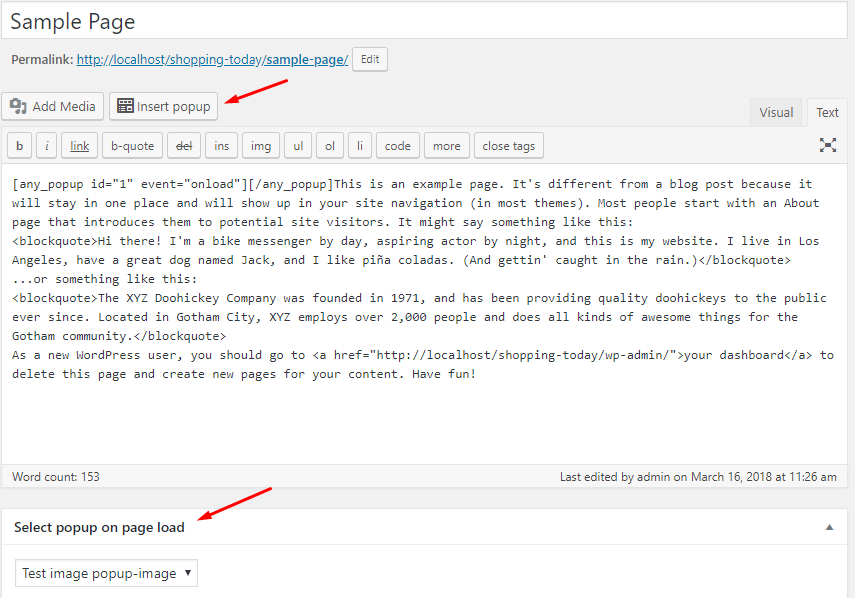 Sample Page
Permalink: http://localhost/shopping-today/sample-page/ Edit
Add Media Insert popup
Visual Text
b i link b-quote del ins img ul ol li code more close tags
[any_popup id="1" event="onload"][/any_popup]This is an example page. It's different from a blog post because it
will stay in one place and will show up in your site navigation (in most themes). Most people start with an About
page that introduces them to potential site visitors. It might say something like this:
<blockquote>Hi there! I'm a bike messenger by day, aspiring actor by night, and this is my website. I live in Los
Angeles, have a great dog named Jack, and I like piña coladas. (And gettin' caught in the rain.)</blockquote>
...or something like this:
<blockquote>The XYZ Doohickey Company was founded in 1971, and has been providing quality doohickeys to the public
ever since. Located in Gotham City, XYZ employs over 2,000 people and does all kinds of awesome things for the
Gotham community.</blockquote>
As a new WordPress user, you should go to <a href="http://localhost/shopping-today/wp-admin/">your dashboard</a> to
delete this page and create new pages for your content. Have fun!
Word count: 153 Last edited by admin on March 16, 2018 at 11:26 am
Select popup on page load
Test image popup-image